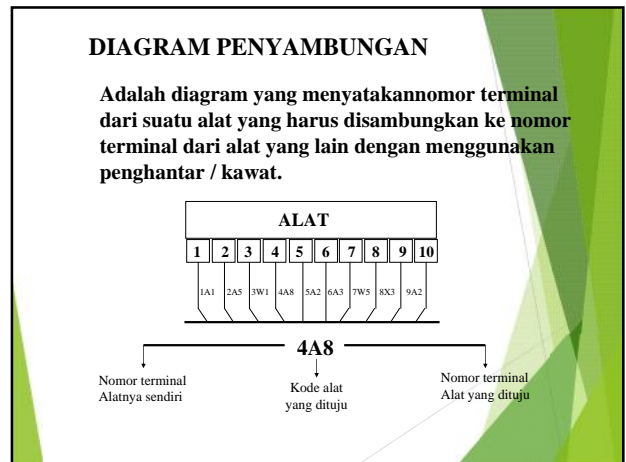 DIAGRAM PENYAMBUNGAN
Adalah diagram yang menyatakannomor terminal
dari suatu alat yang harus disambungkan ke nomor
terminal dari alat yang lain dengan menggunakan
penghantar / kawat.
ALAT
1 2 3 4 5 6 7 8 9 10
1A1 2A5 3W1 4A8 5A2 6A3 7W5 8X3 9A2
4A8
Nomor terminal
Alatnya sendiri
Kode alat
yang dituju
Nomor terminal
Alat yang dituju